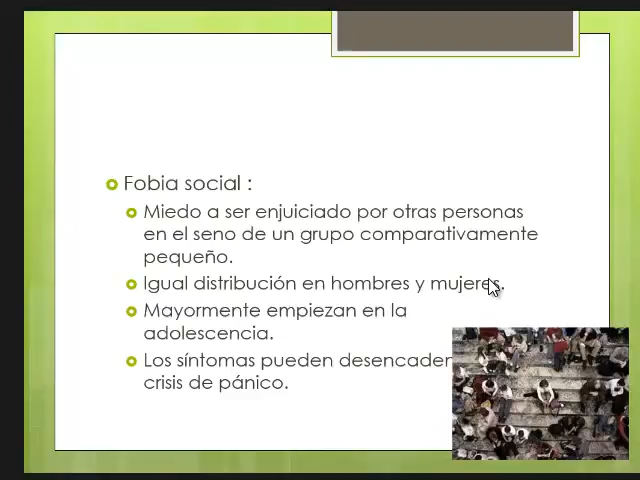 Fobia social :
Miedo a ser enjuiciado por otras personas
en el seno de un grupo comparativamente
pequeño.
Igual distribución en hombres y mujeres.
Mayormente empiezan en la
adolescencia.
Los síntomas pueden
crisis de pánico.